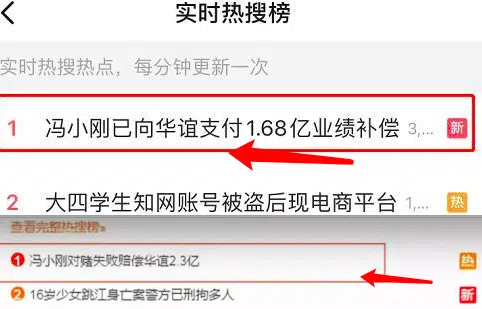 实时热搜榜
实时热搜热点，每分钟更新一次
1 冯小刚已向华谊支付1.68亿业绩补偿 3,... 新
2 大四学生知网账号被盗后现电商平台 1,... 热
查看完整热搜榜»
1 冯小刚对赌失败赔偿华谊2.3亿 热
2 16岁少女跳江身亡案警方已刑拘多人 新